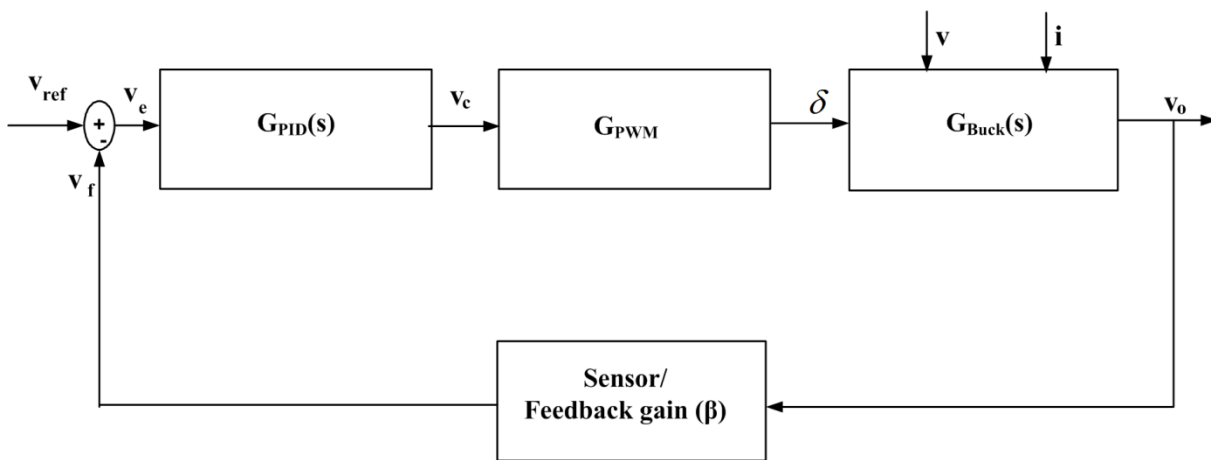 v
i
v_ref
v_e
G_PID(s)
v_c
G_PWM
δ
G_Buck(s)
v_o
+
-
v_f
Sensor/
Feedback gain (β)